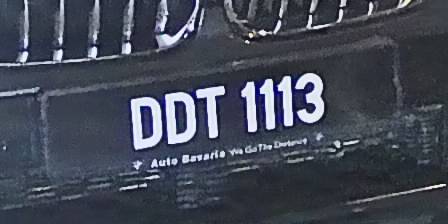 DDT 1113
Auto Bavaria We Go The Distance